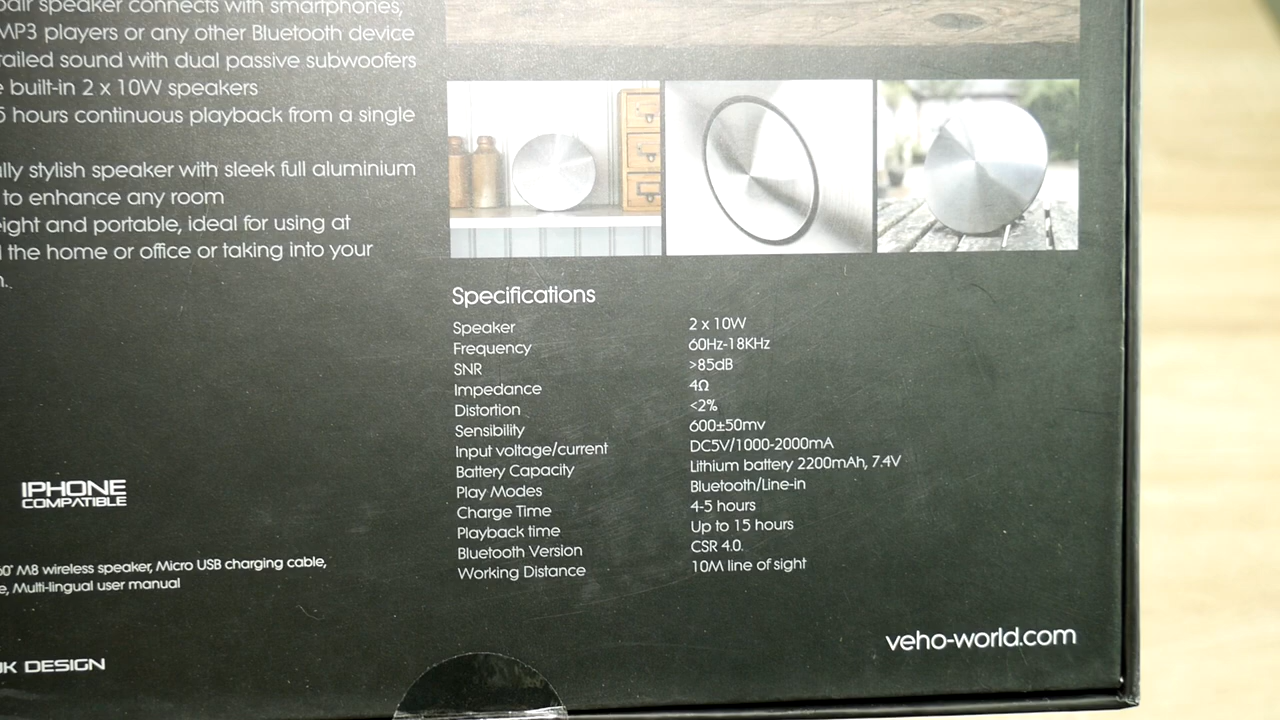 pair speaker connects with smartphones,
MP3 players or any other Bluetooth device
tailed sound with dual passive subwoofers
built-in 2 x 10W speakers
5 hours continuous playback from a single
lly stylish speaker with sleek full aluminium
to enhance any room
eight and portable, ideal for using at
the home or office or taking into your
Specifications
Speaker 2 x 10W
Frequency 60Hz-18KHz
SNR >85dB
Impedance 4Ω
Distortion <2%
Sensibility 600±50mv
Input voltage/current DC5V/1000-2000mA
Battery Capacity Lithium battery 2200mAh, 7.4V
Play Modes Bluetooth/Line-in
Charge Time 4-5 hours
Playback time Up to 15 hours
Bluetooth Version CSR 4.0.
Working Distance 10M line of sight
IPHONE
COMPATIBLE
60° M8 wireless speaker, Micro USB charging cable,
e, Multi-lingual user manual
UK DESIGN
veho-world.com